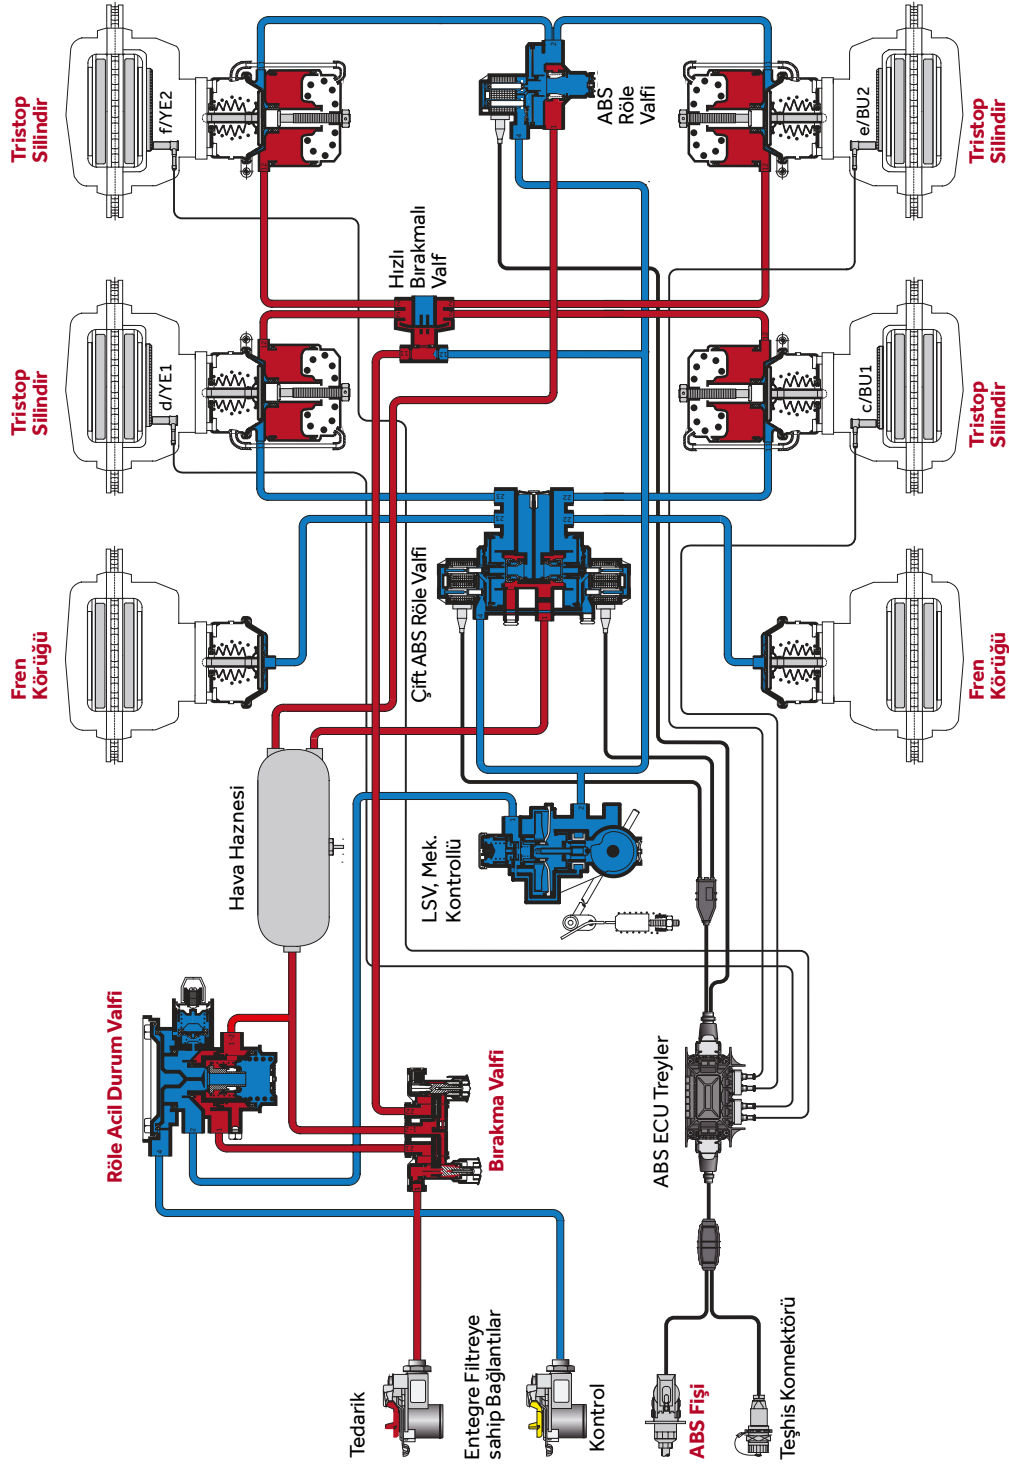 Fren
Körüğü
Tristop
Silindir
Tristop
Silindir
Röle Acil Durum Valfi
d/YE1
f/YE2
Hava Haznesi
Tedarik
Hızlı
Bırakmalı
Valf
Çift ABS Röle Valfi
LSV, Mek.
Kontrollü
Entegre Filtreye
sahip Bağlantılar
Bırakma Valfi
Kontrol
ABS
Röle
Valfi
ABS ECU Treyler
ABS Fişi
Teşhis Konnektörü
c/BU1
e/BU2
Fren
Körüğü
Tristop
Silindir
Tristop
Silindir